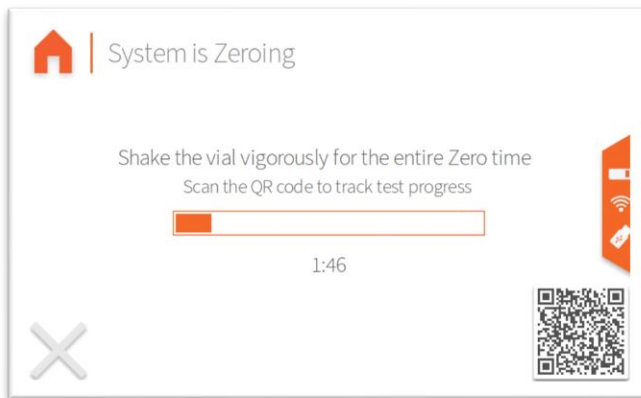 System is Zeroing
Shake the vial vigorously for the entire Zero time
Scan the QR code to track test progress
1:46